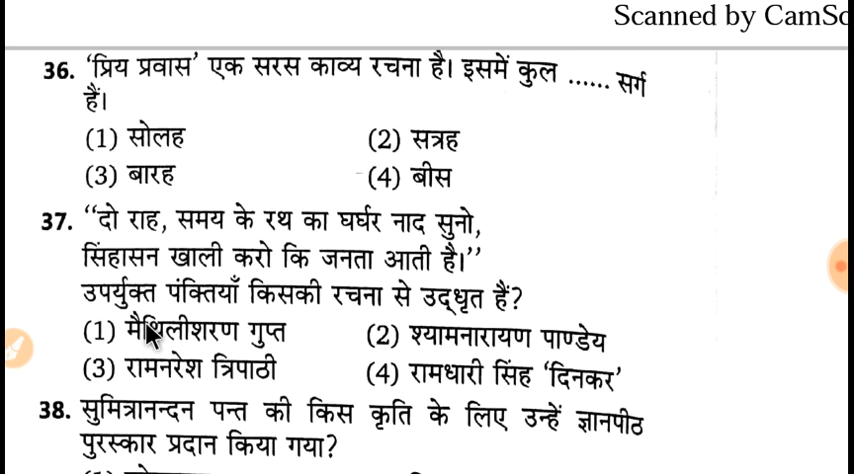 Scanned by CamSc
36. ‘प्रिय प्रवास’ एक सरस काव्य रचना है। इसमें कुल ...... सर्ग
हैं।
(1) सोलह (2) सत्रह
(3) बारह (4) बीस
37. ‘‘दो राह, समय के रथ का घर्घर नाद सुनो,
सिंहासन खाली करो कि जनता आती है।’’
उपर्युक्त पंक्तियाँ किसकी रचना से उद्धृत हैं?
(1) मैथिलीशरण गुप्त (2) श्यामनारायण पाण्डेय
(3) रामनरेश त्रिपाठी (4) रामधारी सिंह ‘दिनकर’
38. सुमित्रानन्दन पन्त की किस कृति के लिए उन्हें ज्ञानपीठ
पुरस्कार प्रदान किया गया?